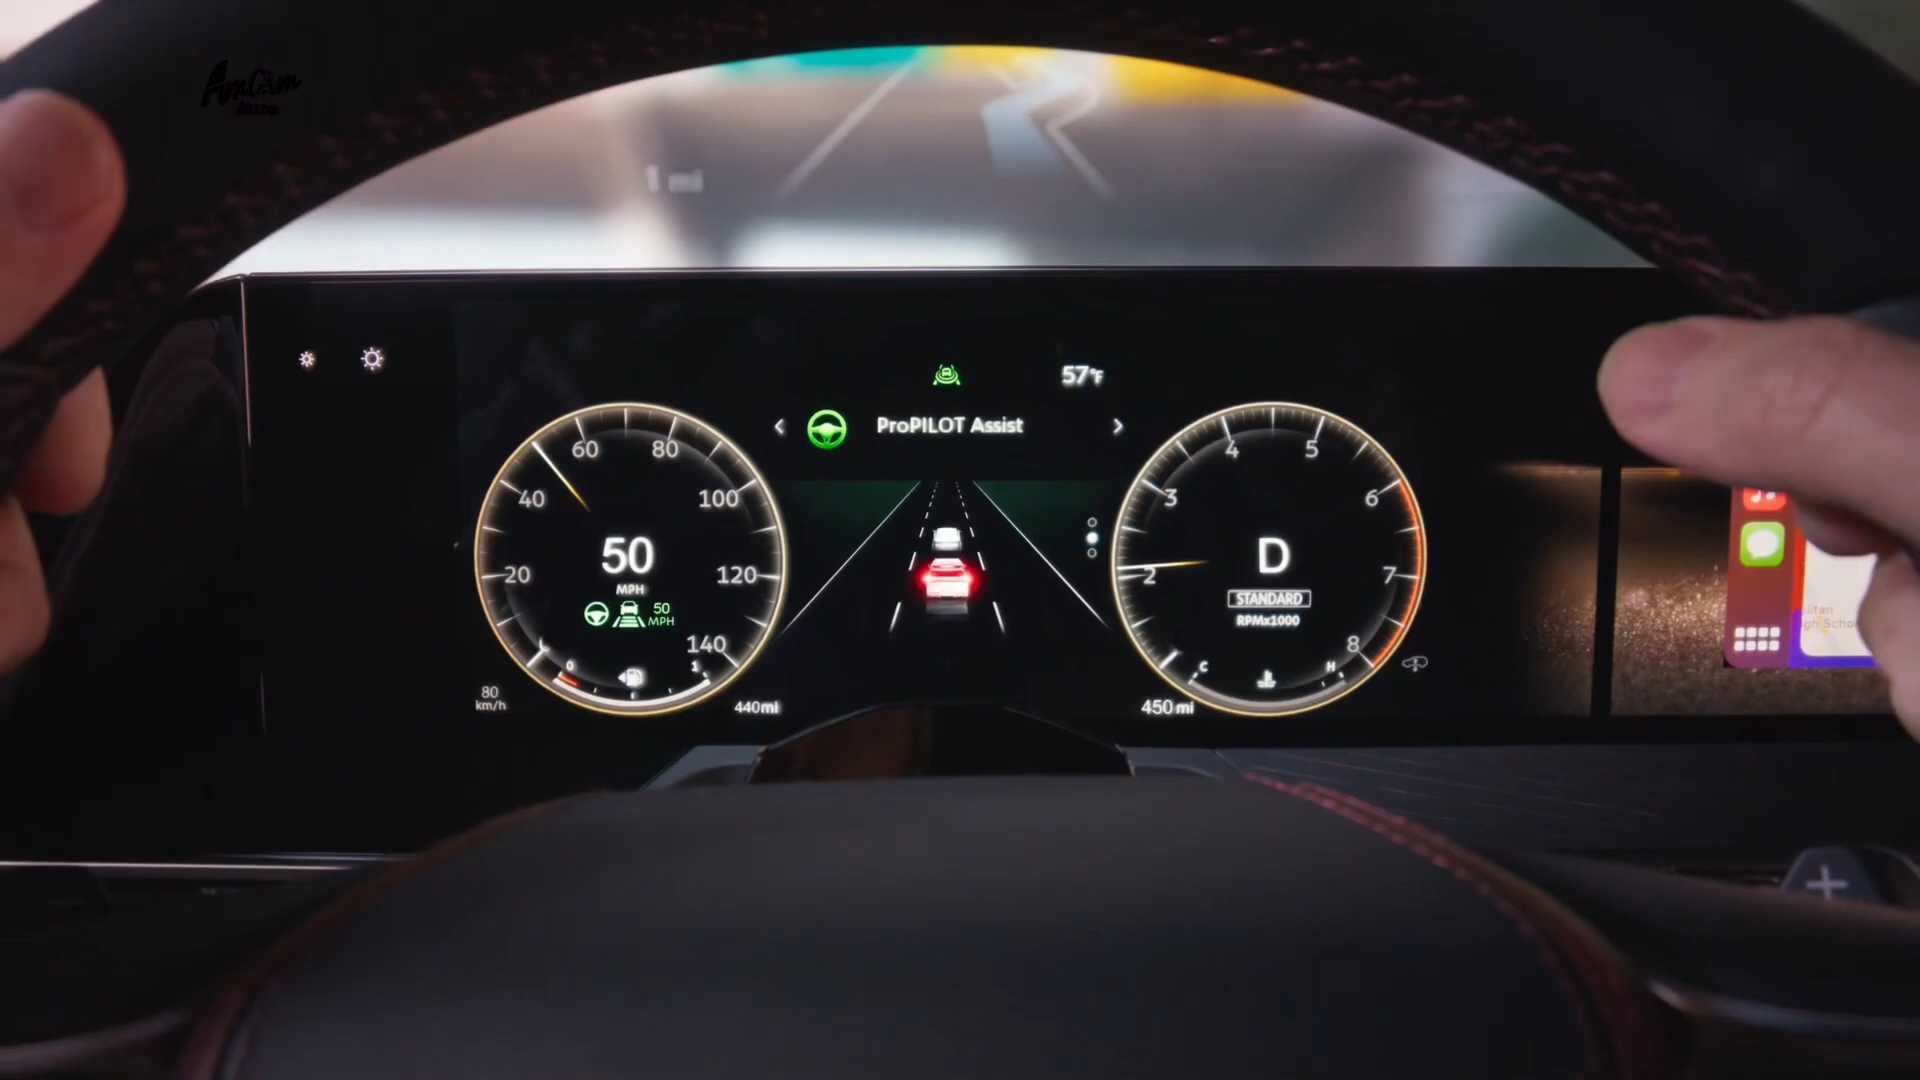 AmCam
1 mi
57°F
ProPILOT Assist
60
80
40
100
20
120
140
50
MPH
50
MPH
0
1
80
km/h
440mi
4
5
3
6
2
7
8
D
STANDARD
RPMx1000
C
H
450 mi